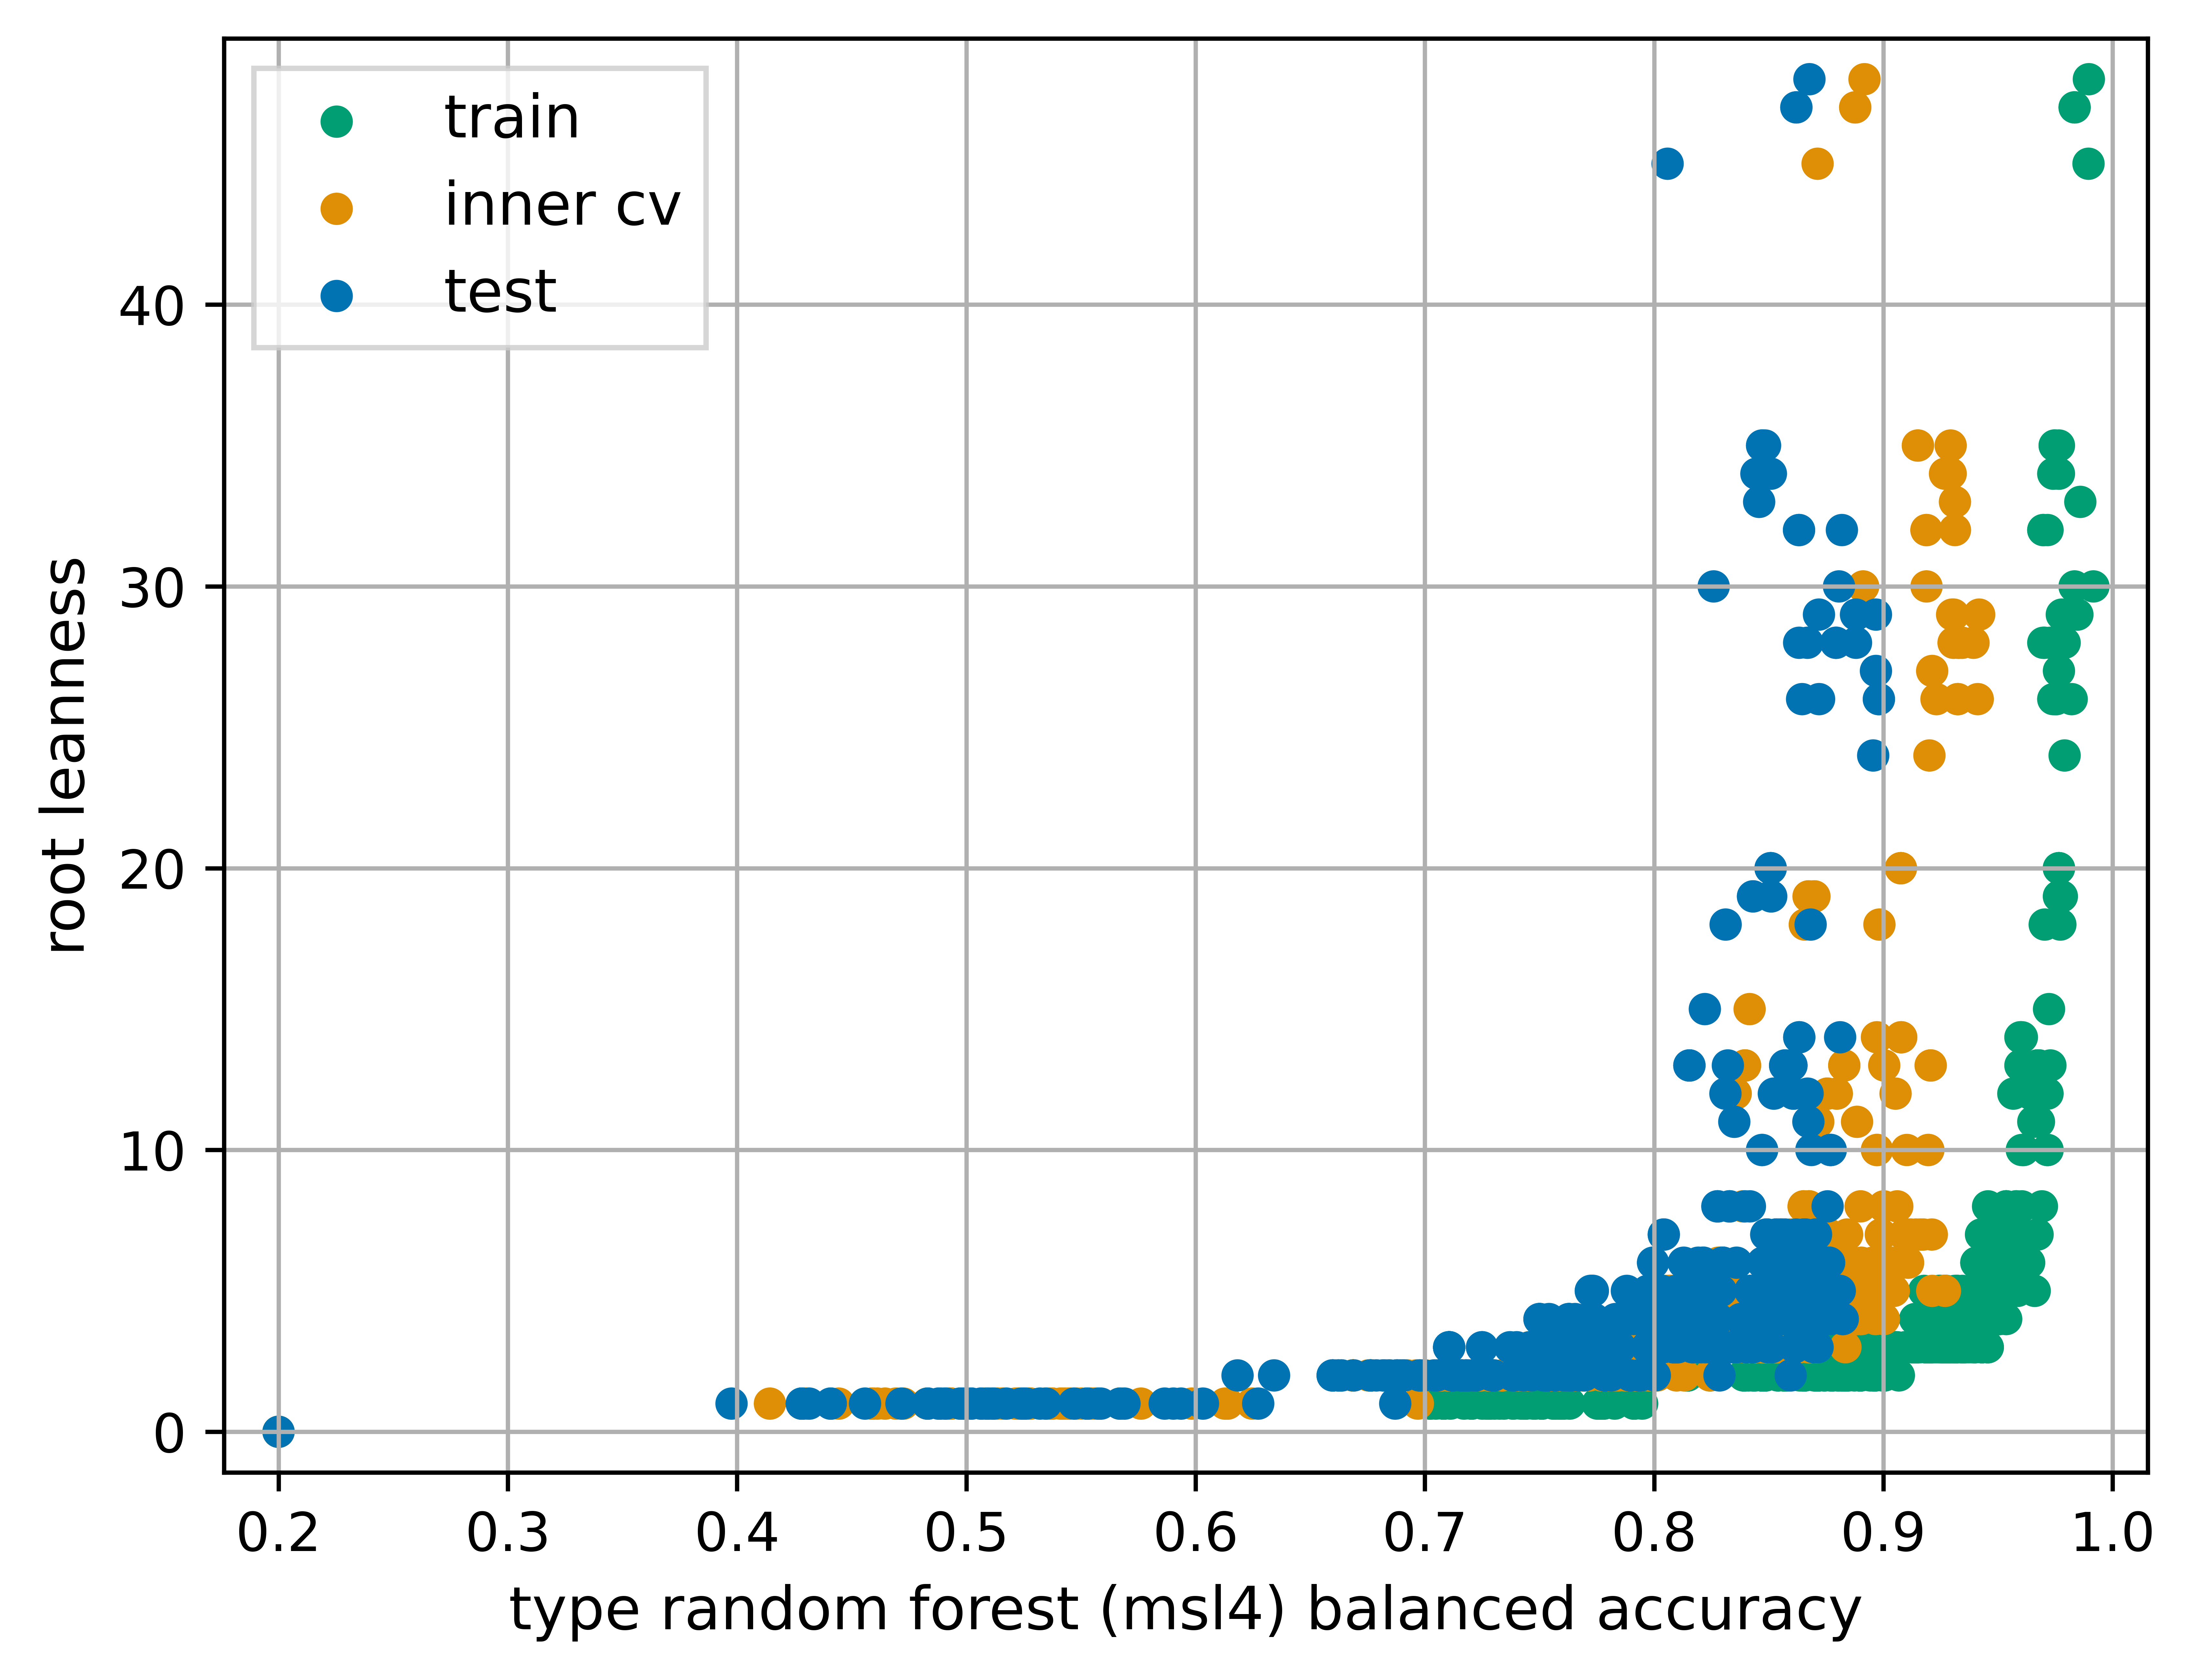 train
inner cv
test
root leanness
40
30
20
10
0
0.2 0.3 0.4 0.5 0.6 0.7 0.8 0.9 1.0
type random forest (msl4) balanced accuracy